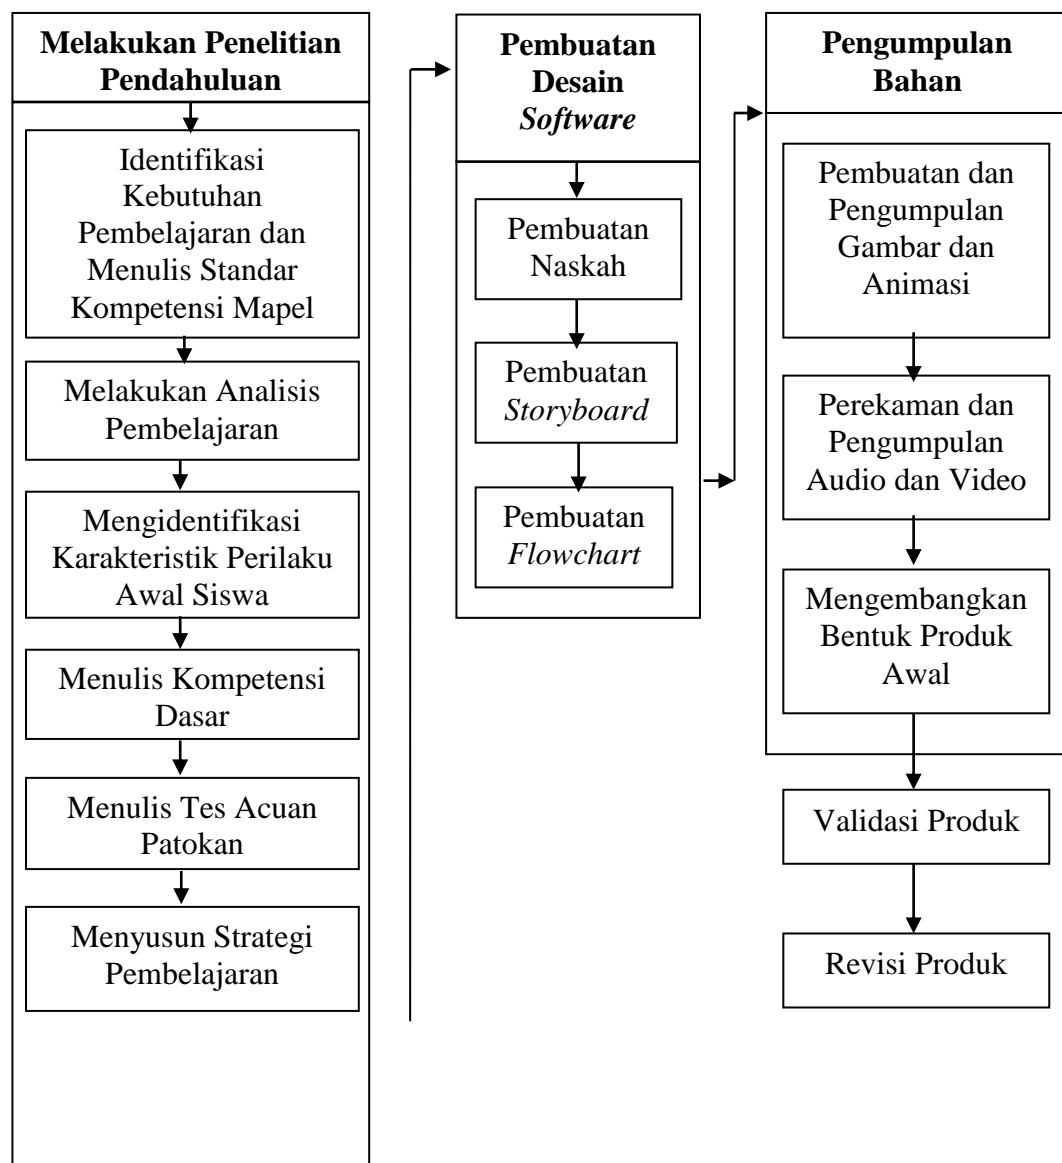 Melakukan Penelitian
Pendahuluan
Identifikasi
Kebutuhan
Pembelajaran dan
Menulis Standar
Kompetensi Mapel
Melakukan Analisis
Pembelajaran
Mengidentifikasi
Karakteristik Perilaku
Awal Siswa
Menulis Kompetensi
Dasar
Menulis Tes Acuan
Patokan
Menyusun Strategi
Pembelajaran
Pembuatan
Desain
Software
Pembuatan
Naskah
Pembuatan
Storyboard
Pembuatan
Flowchart
Pengumpulan
Bahan
Pembuatan dan
Pengumpulan
Gambar dan
Animasi
Perekaman dan
Pengumpulan
Audio dan Video
Mengembangkan
Bentuk Produk
Awal
Validasi Produk
Revisi Produk